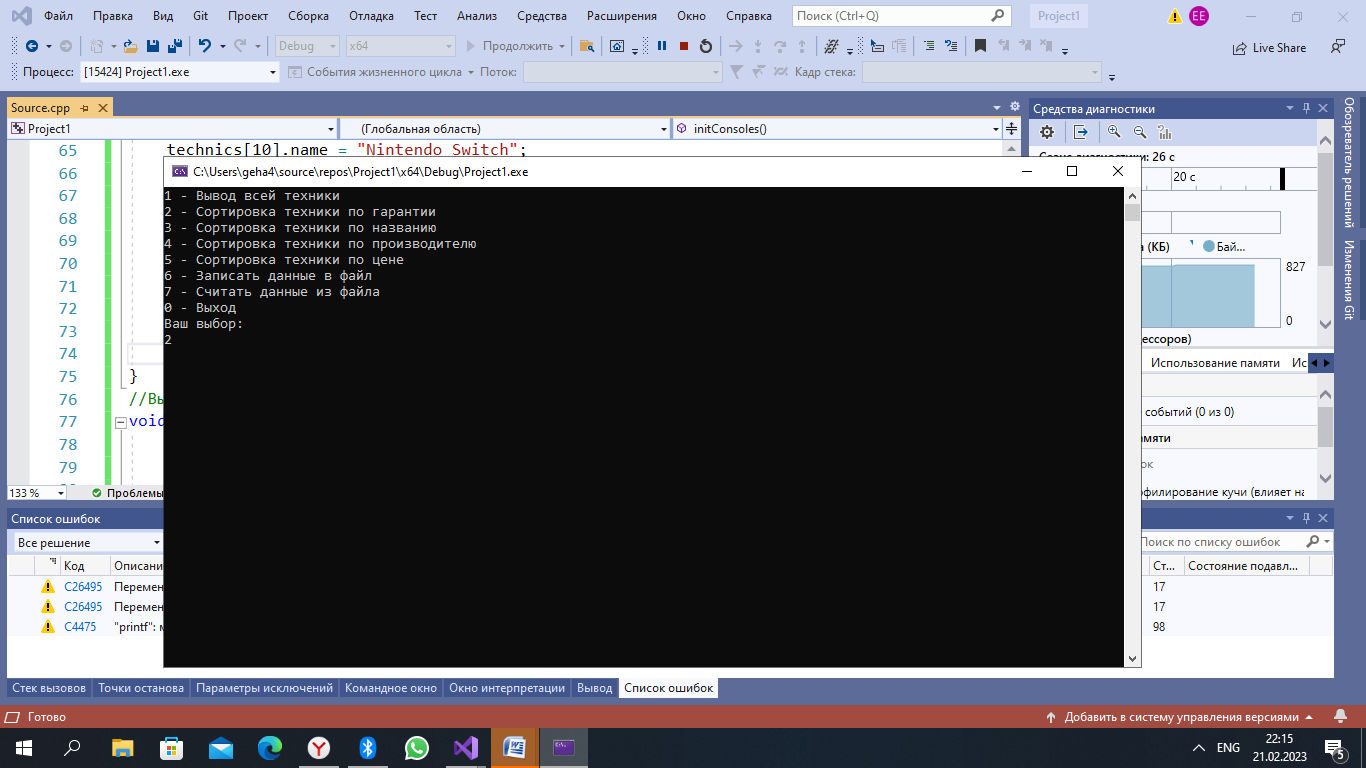 Файл Правка Вид Git Проект Сборка Отладка Тест Анализ Средства Расширения Окно Справка Поиск (Ctrl+Q) Project1 EE
Debug x64 Продолжить Live Share
Процесс: [15424] Project1.exe События жизненного цикла Поток: Кадр стека:
Source.cpp
Project1 (Глобальная область) initConsoles()
65 technics[10].name = "Nintendo Switch";
66
67
68
69
70
71
72
73
74
75 }
76 //Вы
77 void
78
79
133 % Проблемы
C:\Users\geha4\source\repos\Project1\x64\Debug\Project1.exe
1 - Вывод всей техники
2 - Сортировка техники по гарантии
3 - Сортировка техники по названию
4 - Сортировка техники по производителю
5 - Сортировка техники по цене
6 - Записать данные в файл
7 - Считать данные из файла
0 - Выход
Ваш выбор:
2
Средства диагностики
Сеанс диагностики: 26 с
20 с
а (КБ) Бай...
827
0
ессоров)
Использование памяти Ис
событий (0 из 0)
мяти
ок
офилирование кучи (влияет на
Обозреватель решений
Изменения Git
Список ошибок
Все решение Поиск по списку ошибок
Код Описани Ст... Состояние подавл...
C26495 Перемен 17
C26495 Перемен 17
C4475 "printf": м 98
Стек вызовов Точки останова Параметры исключений Командное окно Окно интерпретации Вывод Список ошибок
Готово Добавить в систему управления версиями
ENG 22:15
21.02.2023 5